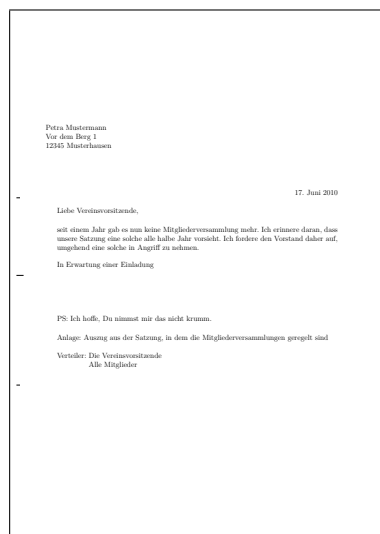 Petra Mustermann
Vor dem Berg 1
12345 Musterhausen
17. Juni 2010
Liebe Vereinsvorsitzende,
seit einem Jahr gab es nun keine Mitgliederversammlung mehr. Ich erinnere daran, dass
unsere Satzung eine solche alle halbe Jahr vorsieht. Ich fordere den Vorstand daher auf,
umgehend eine solche in Angriff zu nehmen.
In Erwartung einer Einladung
PS: Ich hoffe, Du nimmst mir das nicht krumm.
Anlage: Auszug aus der Satzung, in dem die Mitgliederversammlungen geregelt sind
Verteiler: Die Vereinsvorsitzende
Alle Mitglieder